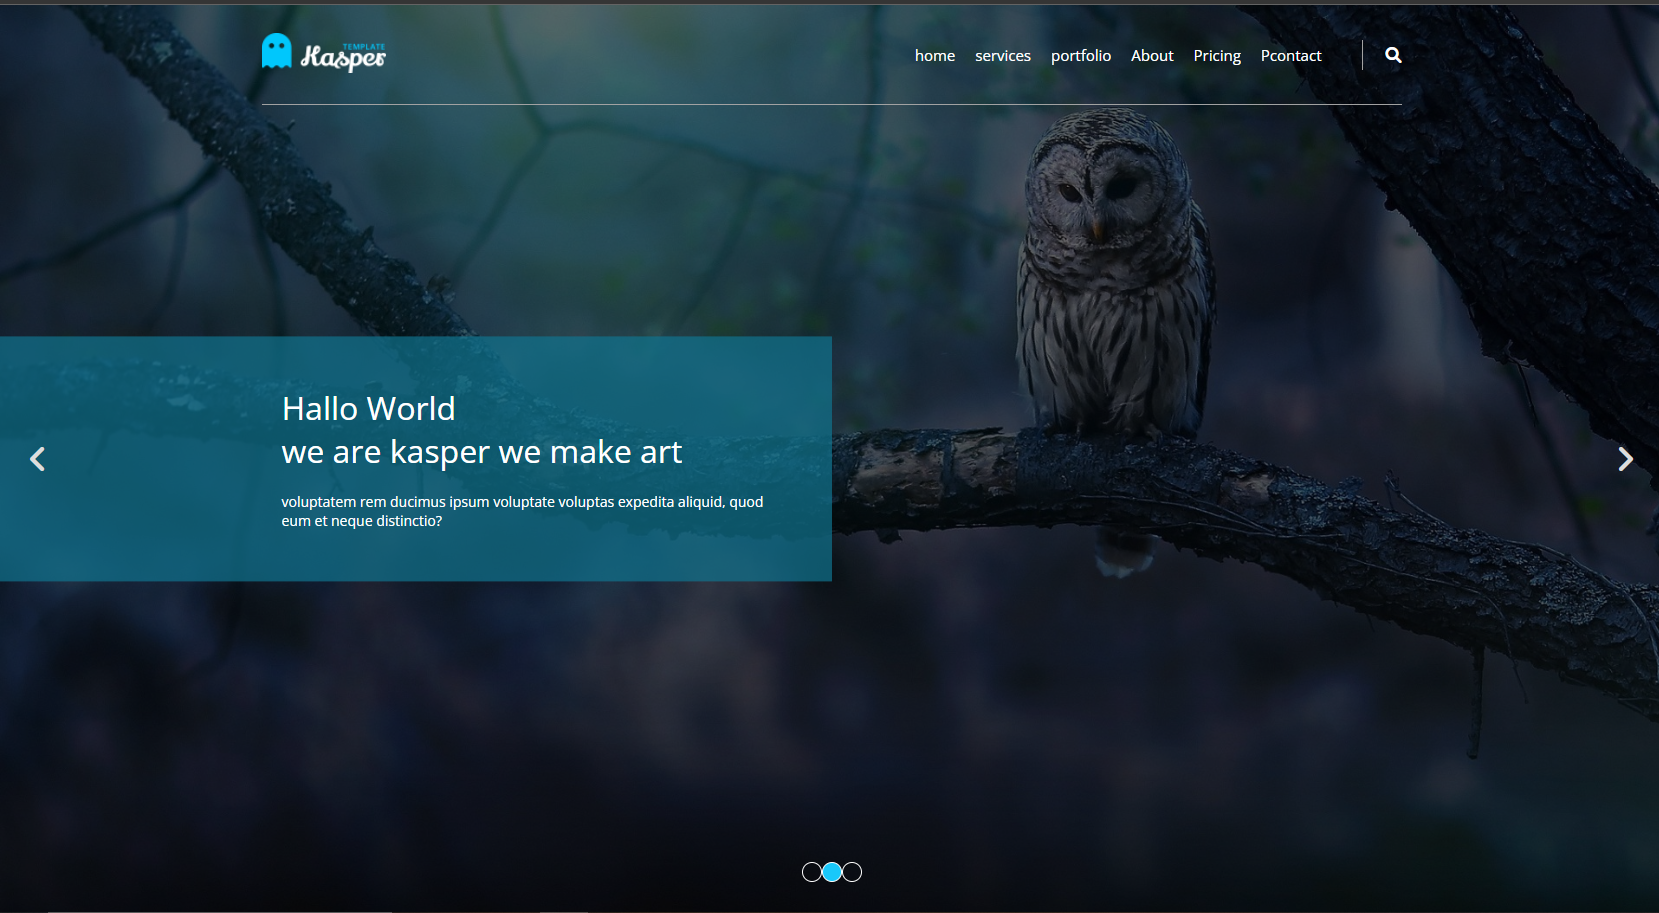 TEMPLATE
Kasper
home services portfolio About Pricing Pcontact
Hallo World
we are kasper we make art
voluptatem rem ducimus ipsum voluptate voluptas expedita aliquid, quod
eum et neque distinctio?